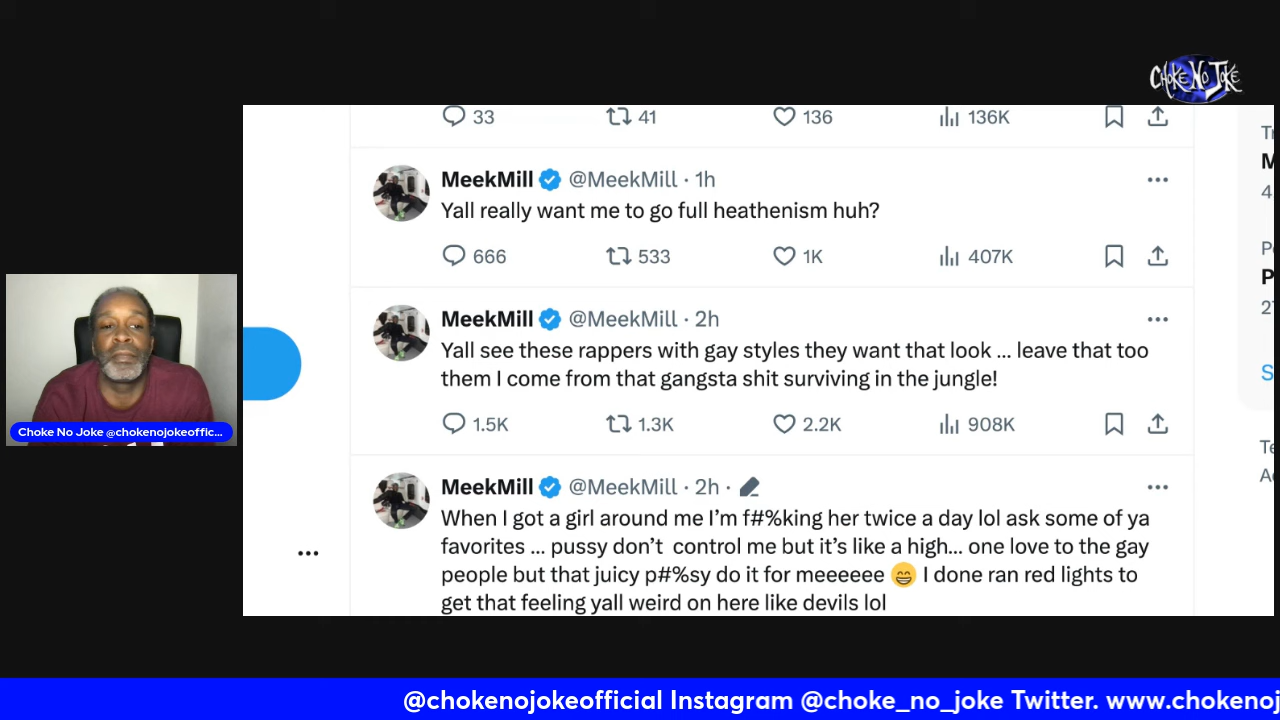 CHOKE NO JOKE
33 41 136 136K
MeekMill @MeekMill · 1h
Yall really want me to go full heathenism huh?
666 533 1K 407K
MeekMill @MeekMill · 2h
Yall see these rappers with gay styles they want that look ... leave that too
them I come from that gangsta shit surviving in the jungle!
1.5K 1.3K 2.2K 908K
MeekMill @MeekMill · 2h ·
When I got a girl around me I’m f#%king her twice a day lol ask some of ya
favorites ... pussy don’t control me but it’s like a high... one love to the gay
people but that juicy p#%sy do it for meeeeee 😄 I done ran red lights to
get that feeling yall weird on here like devils lol
Choke No Joke @chokenojokeoffic...
@chokenojokeofficial Instagram @choke_no_joke Twitter. www.chokenoj